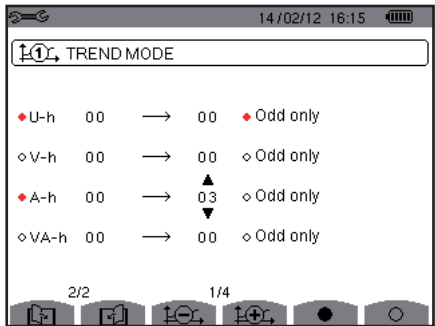 14/02/12 16:15
1 TREND MODE
U-h 00 → 00 Odd only
V-h 00 → 00 Odd only
A-h 00 → 03 Odd only
VA-h 00 → 00 Odd only
2/2 1/4